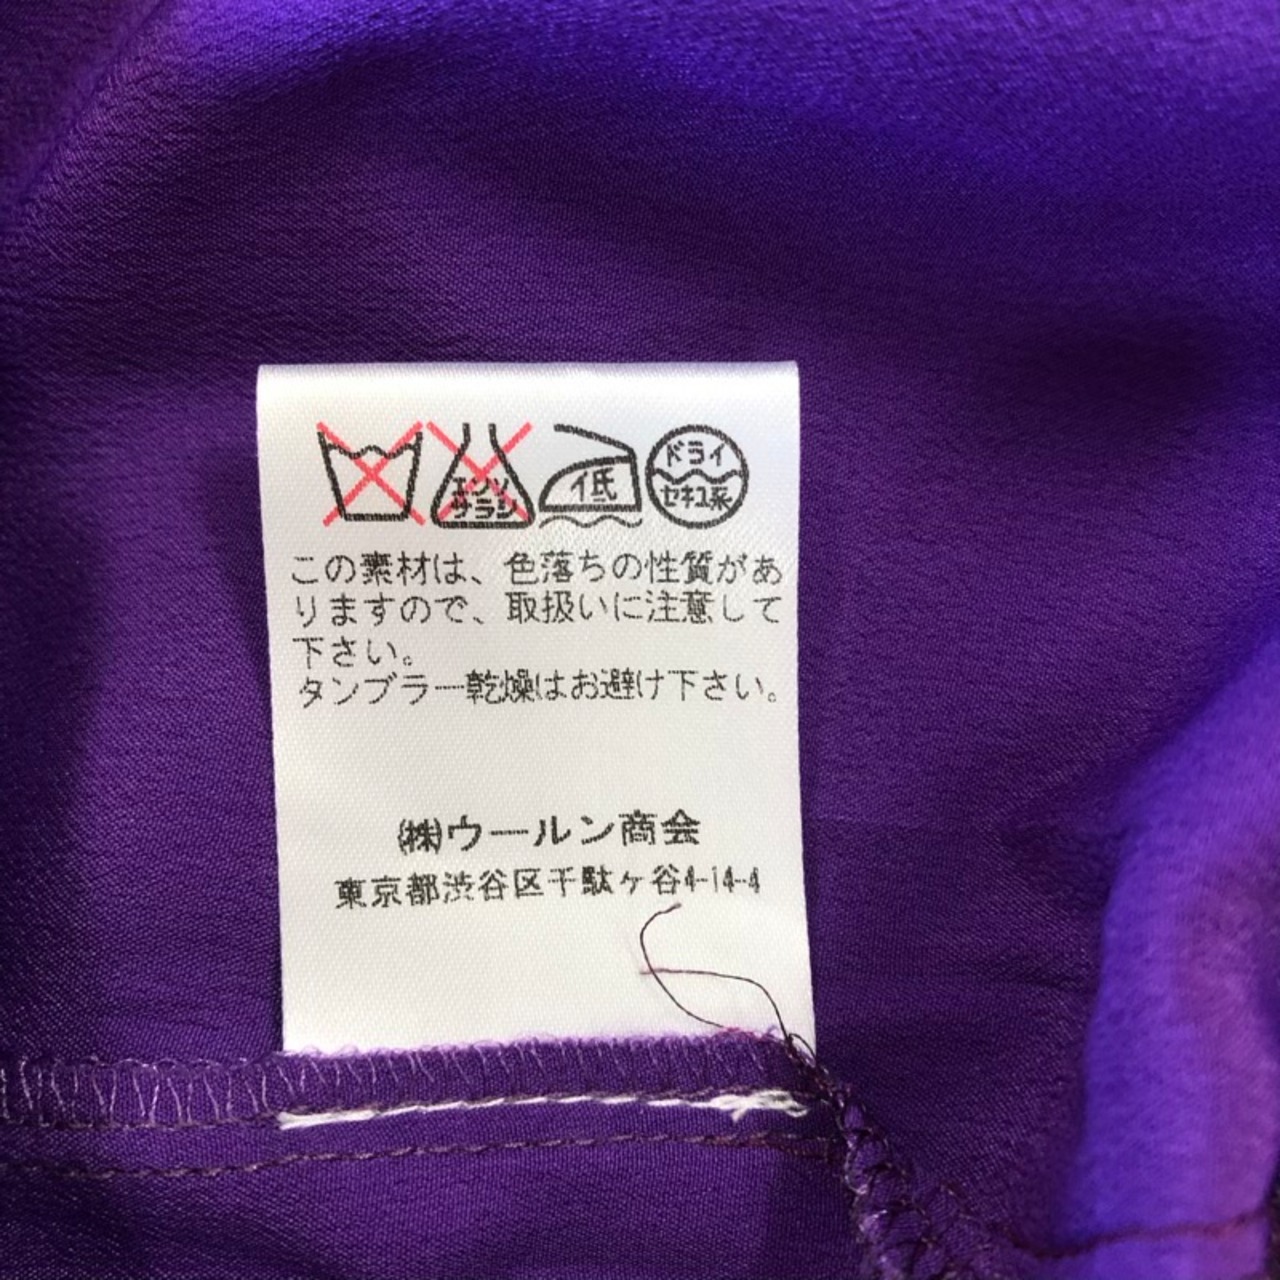 エンソ
サラシ
低
ドライ
セキユ系
この素材は、色落ちの性質があ
りますので、取扱いに注意して
下さい。
タンブラー乾燥はお避け下さい。
㈱ウールン商会
東京都渋谷区千駄ヶ谷4-14-4